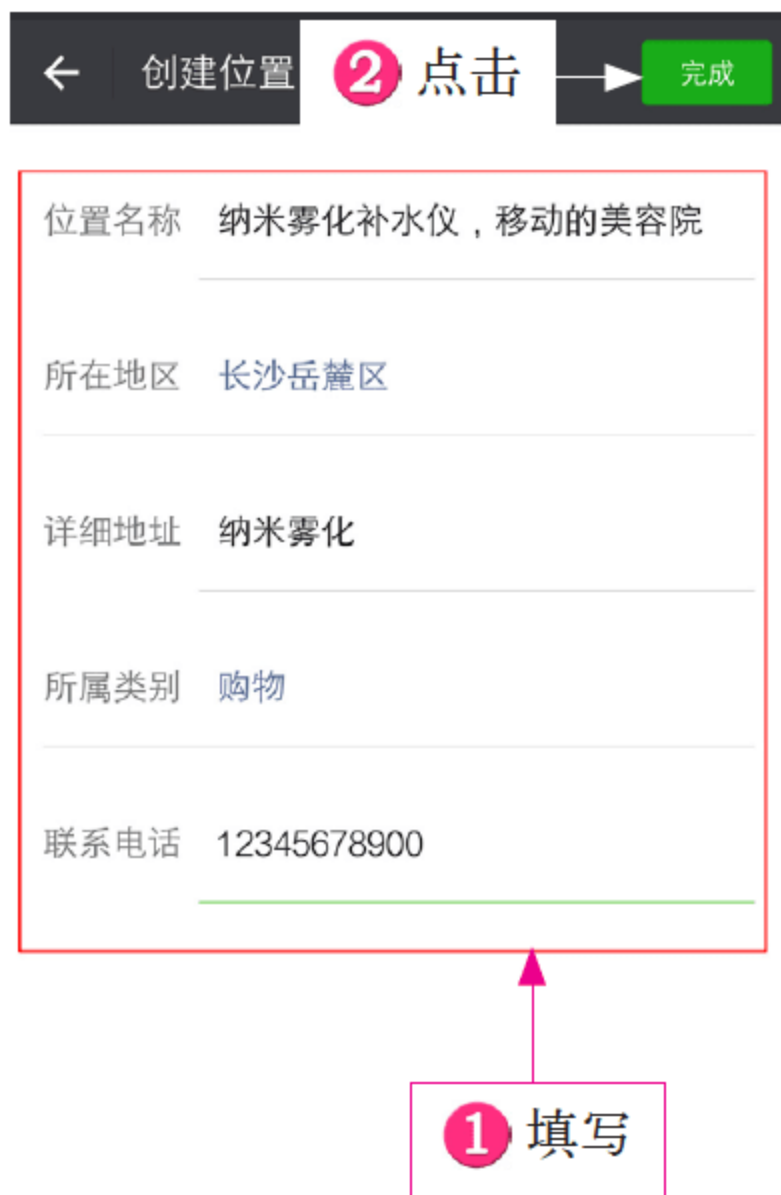 创建位置 ❷点击 完成
位置名称 纳米雾化补水仪，移动的美容院
所在地区 长沙岳麓区
详细地址 纳米雾化
所属类别 购物
联系电话 12345678900
❶填写